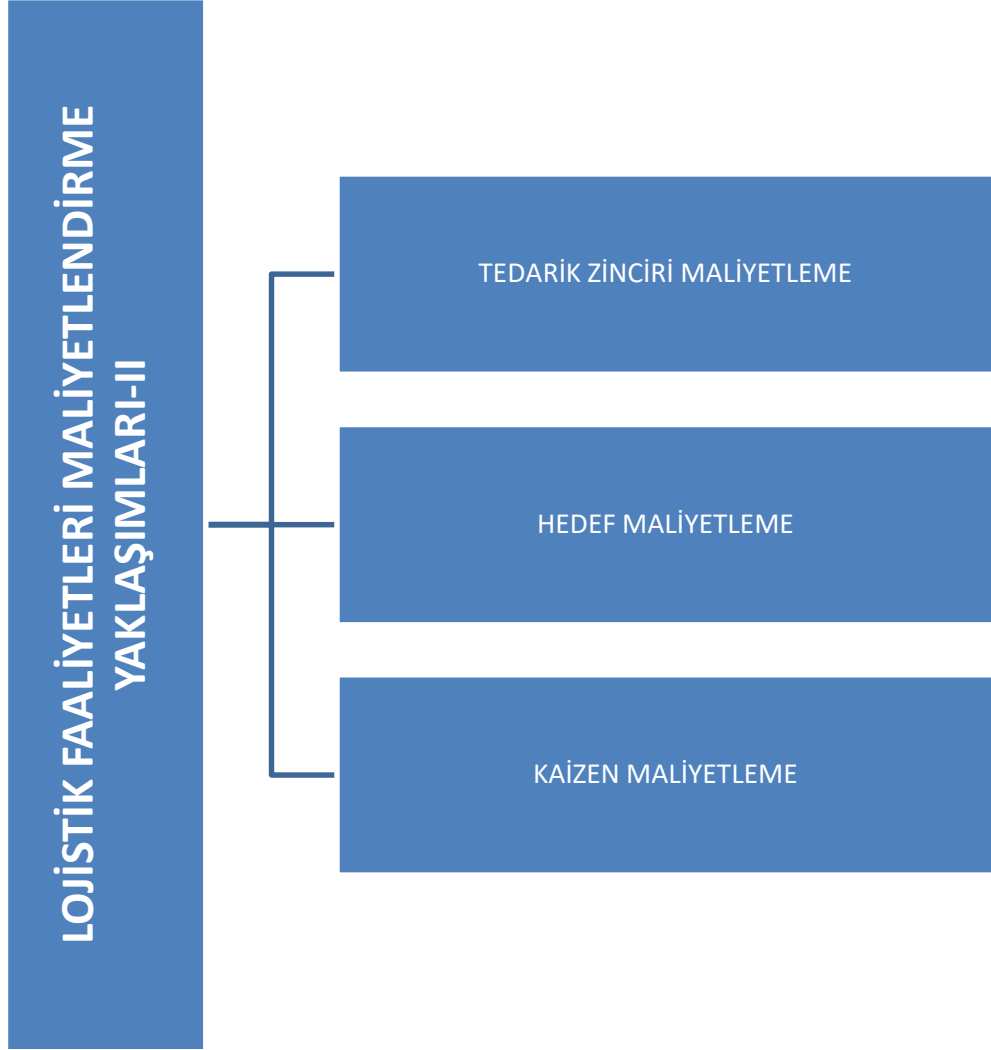 LOJİSTİK FAALİYETLERİ MALİYETLENDİRME
YAKLAŞIMLARI-II
TEDARİK ZİNCİRİ MALİYETLEME
HEDEF MALİYETLEME
KAİZEN MALİYETLEME